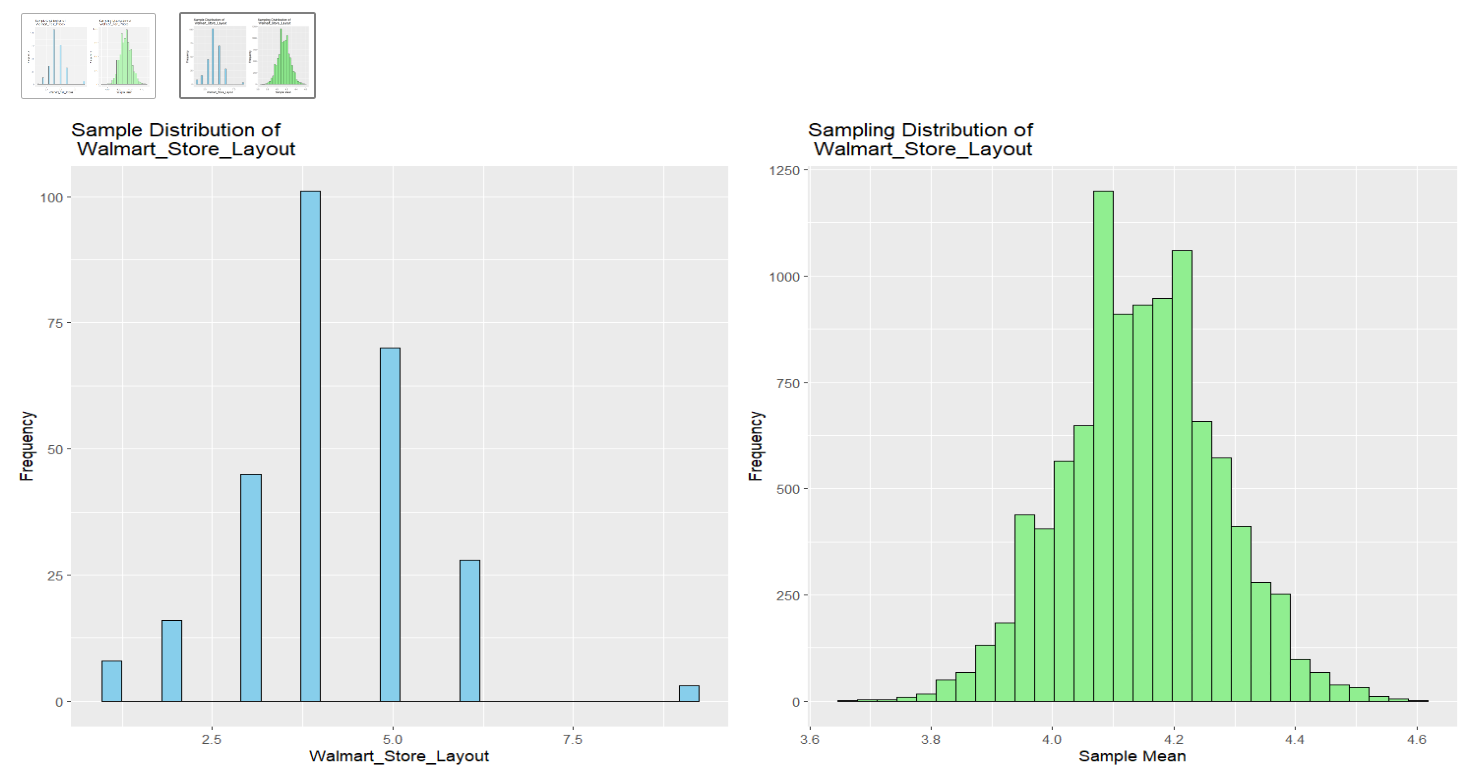 Sample Distribution of
Walmart_Store_Layout
100
75
50
25
0
Frequency
2.5
5.0
7.5
Walmart_Store_Layout
Sampling Distribution of
Walmart_Store_Layout
1250
1000
750
500
250
0
Frequency
3.6
3.8
4.0
4.2
4.4
4.6
Sample Mean